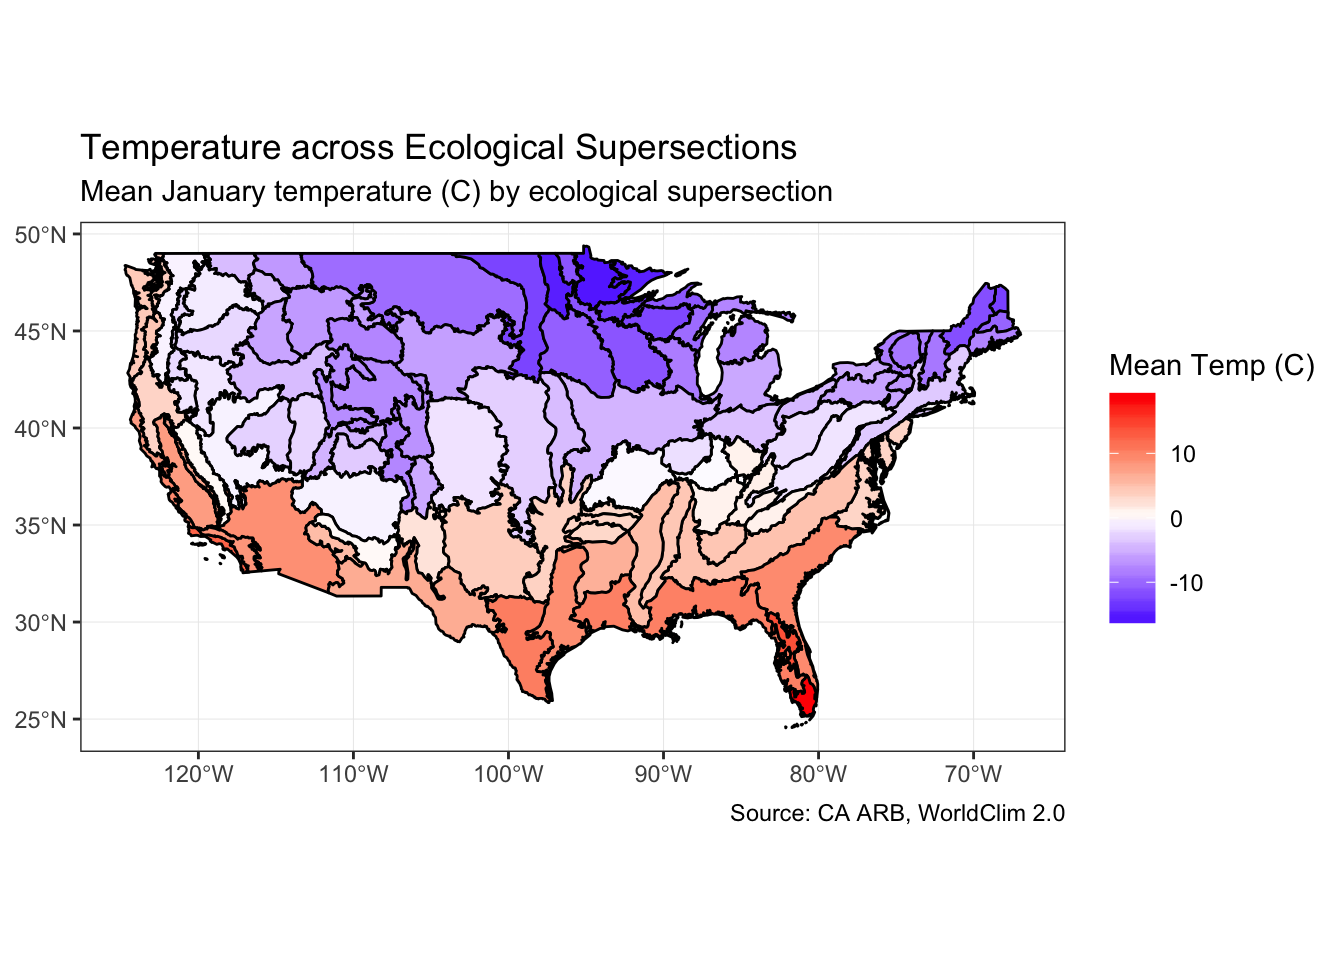 Temperature across Ecological Supersections
Mean January temperature (C) by ecological supersection
50°N
45°N
40°N
35°N
30°N
25°N
120°W 110°W 100°W 90°W 80°W 70°W
Mean Temp (C)
10
0
-10
Source: CA ARB, WorldClim 2.0